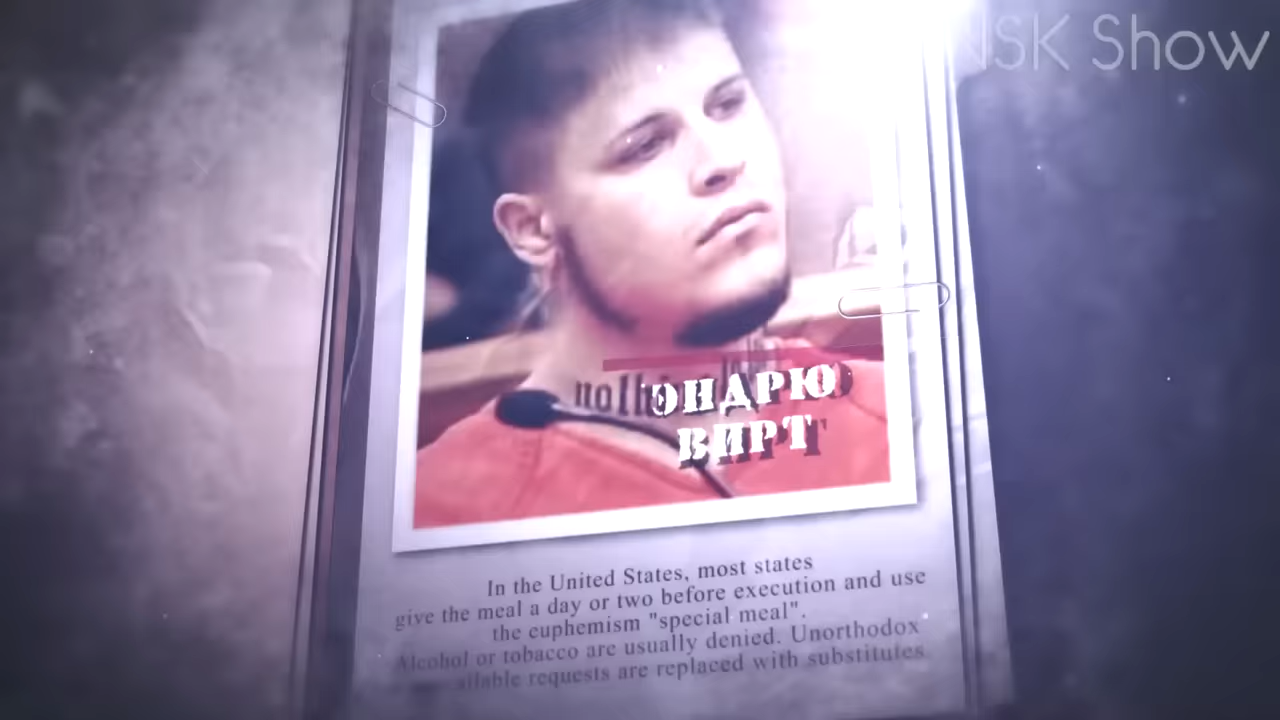 NSK Show
ЭНДРЮ
ВИРТ
In the United States, most states
give the meal a day or two before execution and use
the euphemism "special meal".
Alcohol or tobacco are usually denied. Unorthodox
requests are replaced with substitutes